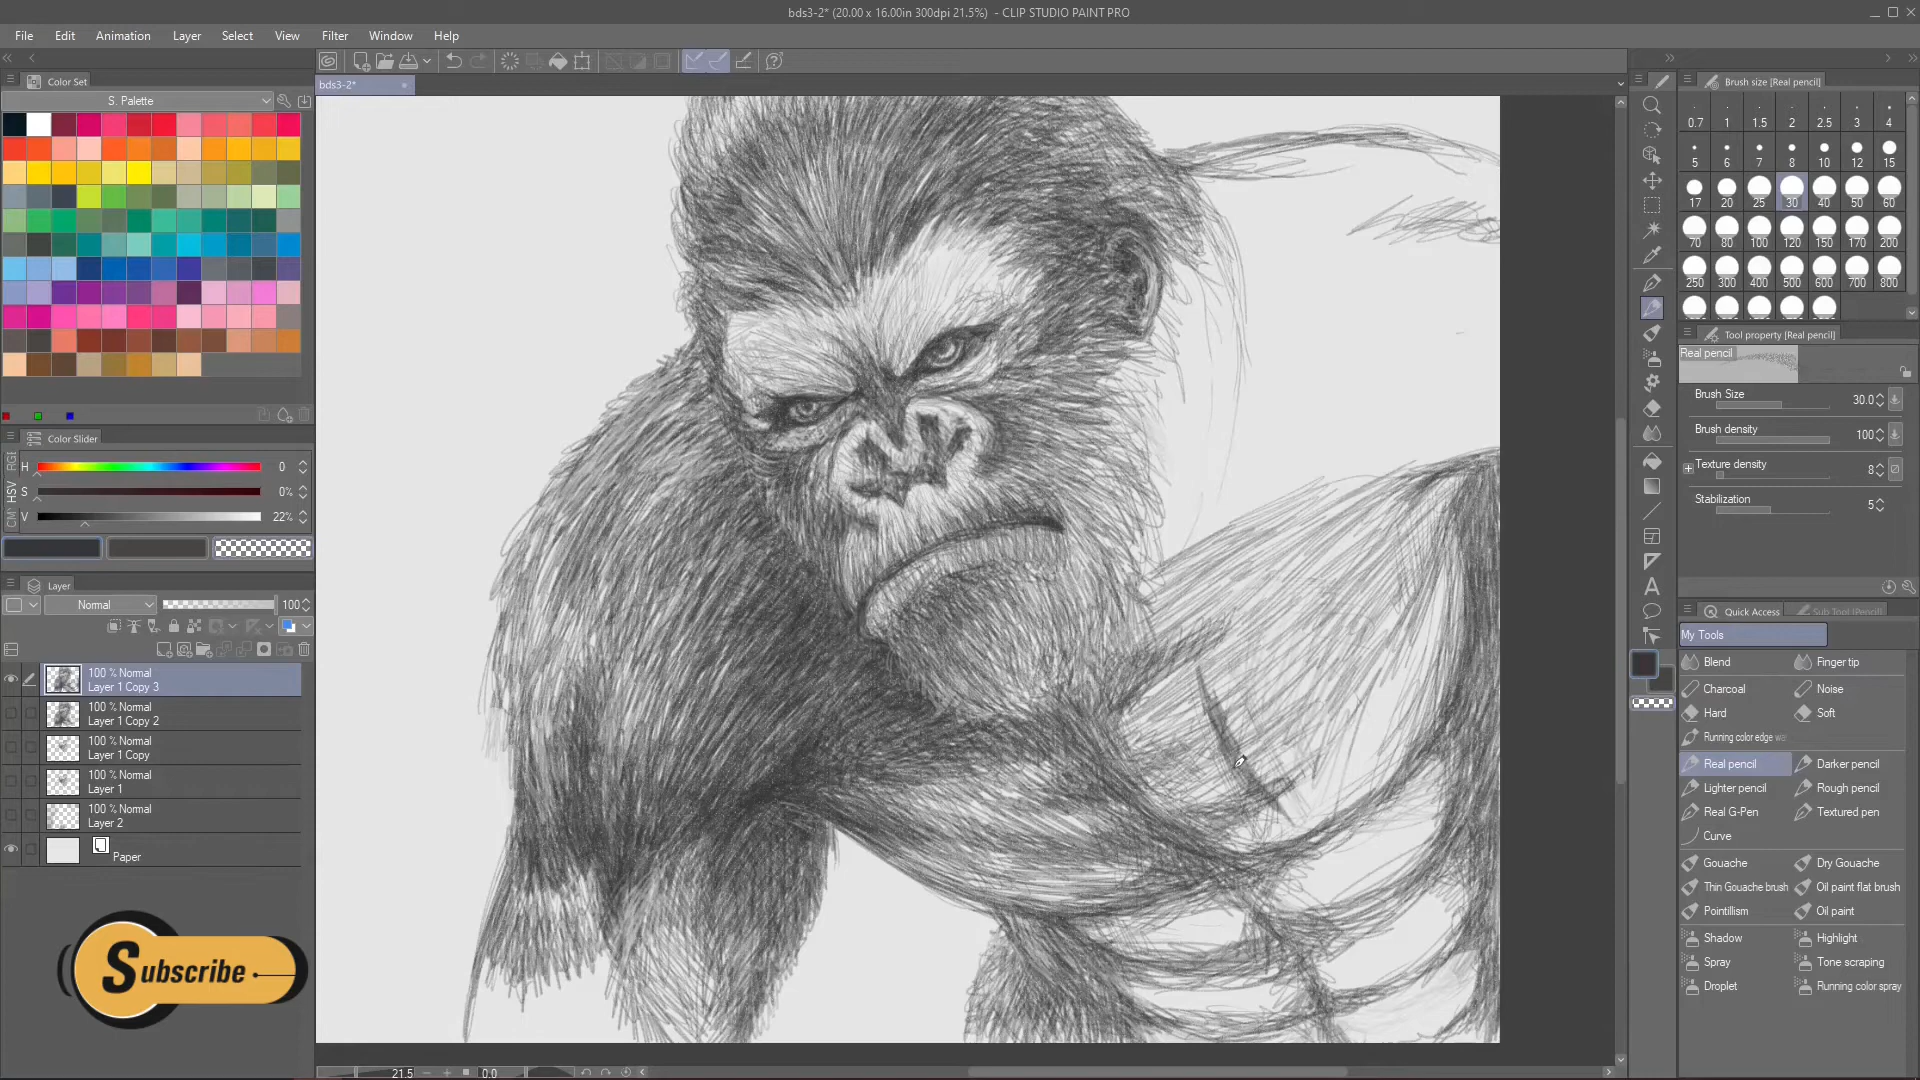 bds3-2* (20.00 x 16.00in 300dpi 21.5%) - CLIP STUDIO PAINT PRO
File Edit Animation Layer Select View Filter Window Help
Color Set
bds3-2*
Brush size [Real pencil]
S. Palette
0.7 1 1.5 2 2.5 3 4
5 6 7 8 10 12 15
17 20 25 30 40 50 60
70 80 100 120 150 170 200
250 300 400 500 600 700 800
Tool property [Real pencil]
Real pencil
Brush Size 30.0
Brush density 100
Texture density 8
Stabilization 5
Color Slider
RGB
HSV
H 0
S 0%
V 22%
Layer
Normal 100
100 % Normal
Layer 1 Copy 3
100 % Normal
Layer 1 Copy 2
100 % Normal
Layer 1 Copy
100 % Normal
Layer 1
100 % Normal
Layer 2
Paper
Quick Access Sub Tool [Pencil]
My Tools
Blend Finger tip
Charcoal Noise
Hard Soft
Running color edge
Real pencil Darker pencil
Lighter pencil Rough pencil
Real G-Pen Textured pen
Curve
Gouache Dry Gouache
Thin Gouache brush Oil paint flat brush
Pointillism Oil paint
Shadow Highlight
Spray Tone scraping
Droplet Running color spray
Subscribe
21.5 0.0